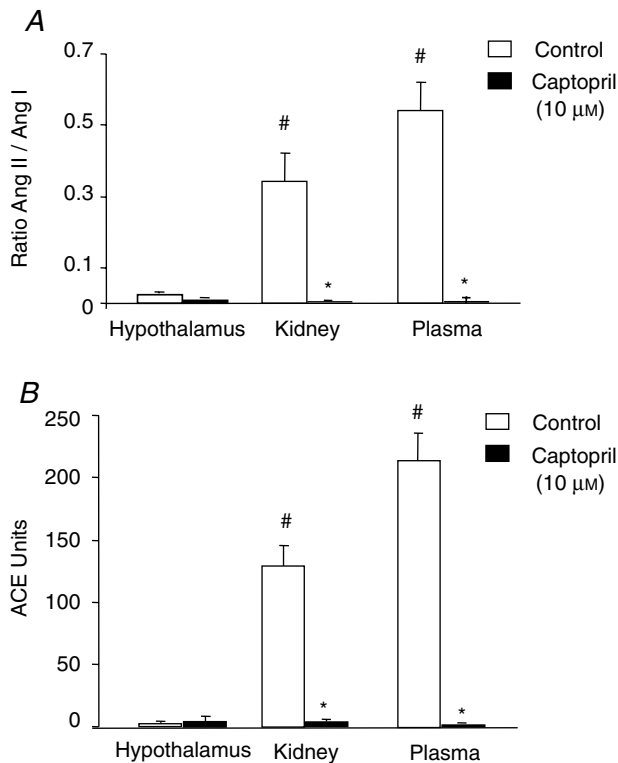 A
0.7
0.5
0.3
0.1
0
Ratio Ang II / Ang I
#
#
*
*
Control
Captopril
(10 µM)
Hypothalamus Kidney Plasma
B
250
200
150
100
50
0
ACE Units
#
#
*
*
Control
Captopril
(10 µM)
Hypothalamus Kidney Plasma